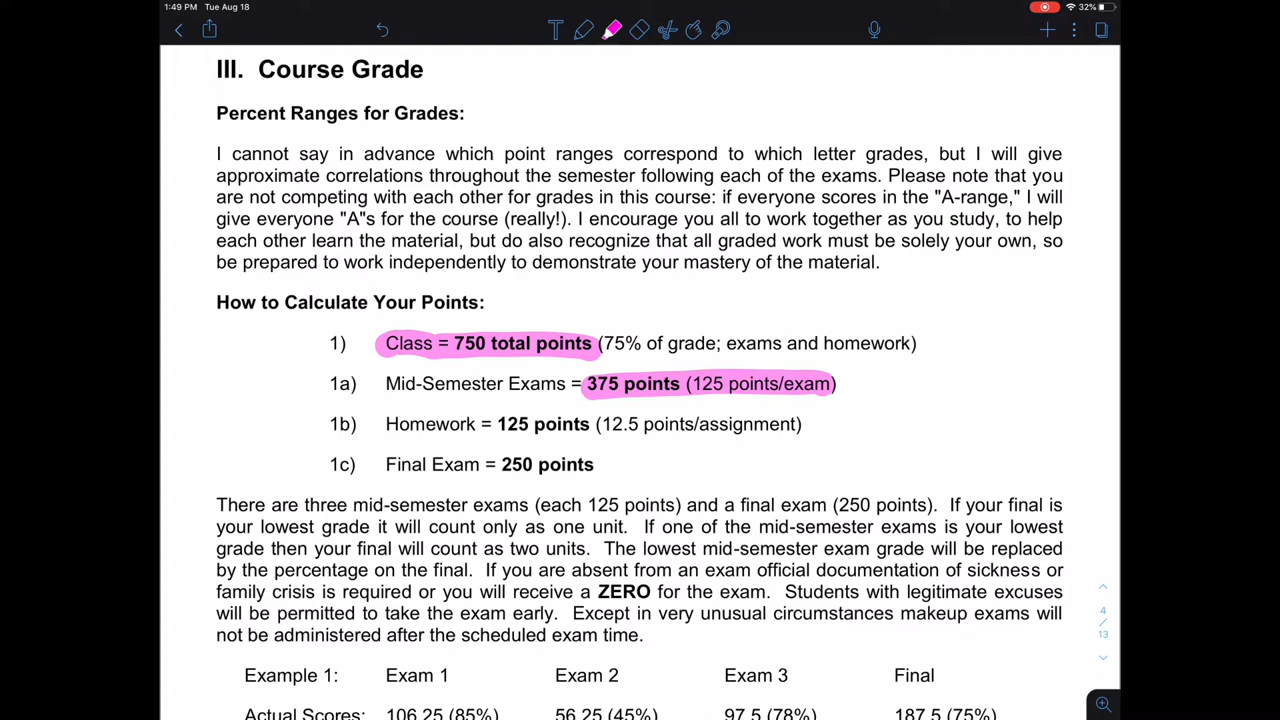 1:49 PM Tue Aug 18
32%
III. Course Grade
Percent Ranges for Grades:
I cannot say in advance which point ranges correspond to which letter grades, but I will give
approximate correlations throughout the semester following each of the exams. Please note that you
are not competing with each other for grades in this course: if everyone scores in the "A-range," I will
give everyone "A"s for the course (really!). I encourage you all to work together as you study, to help
each other learn the material, but do also recognize that all graded work must be solely your own, so
be prepared to work independently to demonstrate your mastery of the material.
How to Calculate Your Points:
1) Class = 750 total points (75% of grade; exams and homework)
1a) Mid-Semester Exams = 375 points (125 points/exam)
1b) Homework = 125 points (12.5 points/assignment)
1c) Final Exam = 250 points
There are three mid-semester exams (each 125 points) and a final exam (250 points). If your final is
your lowest grade it will count only as one unit. If one of the mid-semester exams is your lowest
grade then your final will count as two units. The lowest mid-semester exam grade will be replaced
by the percentage on the final. If you are absent from an exam official documentation of sickness or
family crisis is required or you will receive a ZERO for the exam. Students with legitimate excuses
will be permitted to take the exam early. Except in very unusual circumstances makeup exams will
not be administered after the scheduled exam time.
4
/
13
Example 1: Exam 1 Exam 2 Exam 3 Final
Actual Scores: 106.25 (85%) 56.25 (45%) 97.5 (78%) 187.5 (75%)